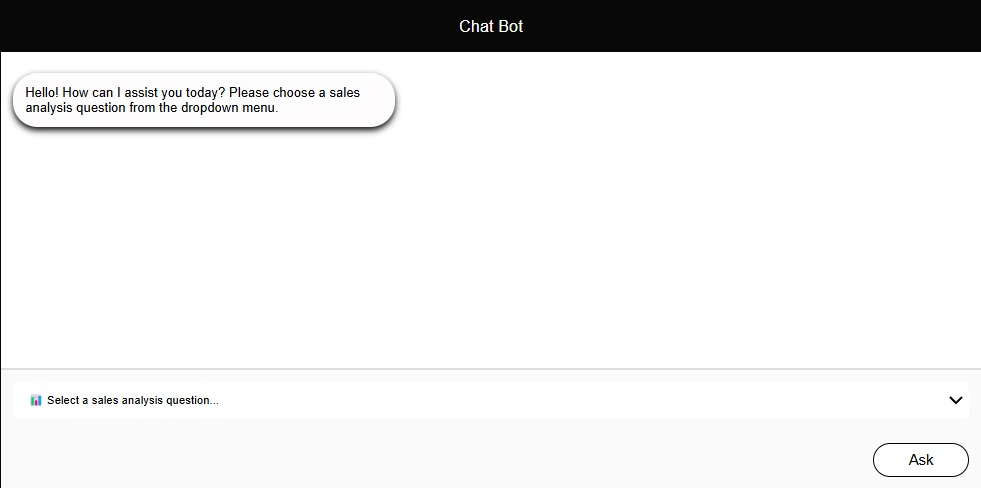 Chat Bot
Hello! How can I assist you today? Please choose a sales
analysis question from the dropdown menu.
Select a sales analysis question...
Ask